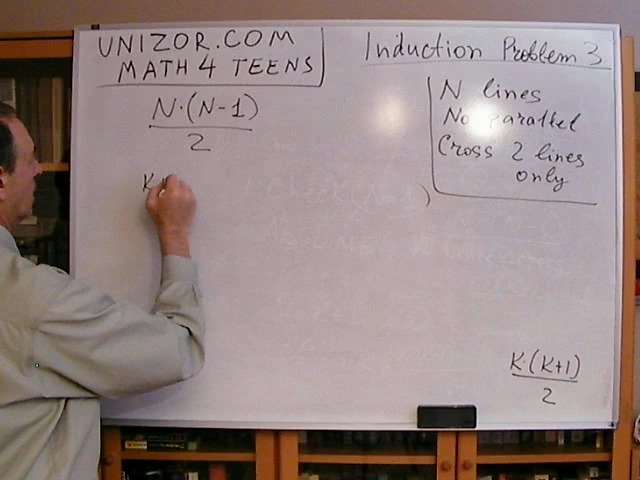 UNIZOR.COM
MATH 4 TEENS
Induction Problem 3
N·(N-1)
2
N lines
No parallel
Cross 2 lines
only
K
K·(K+1)
2